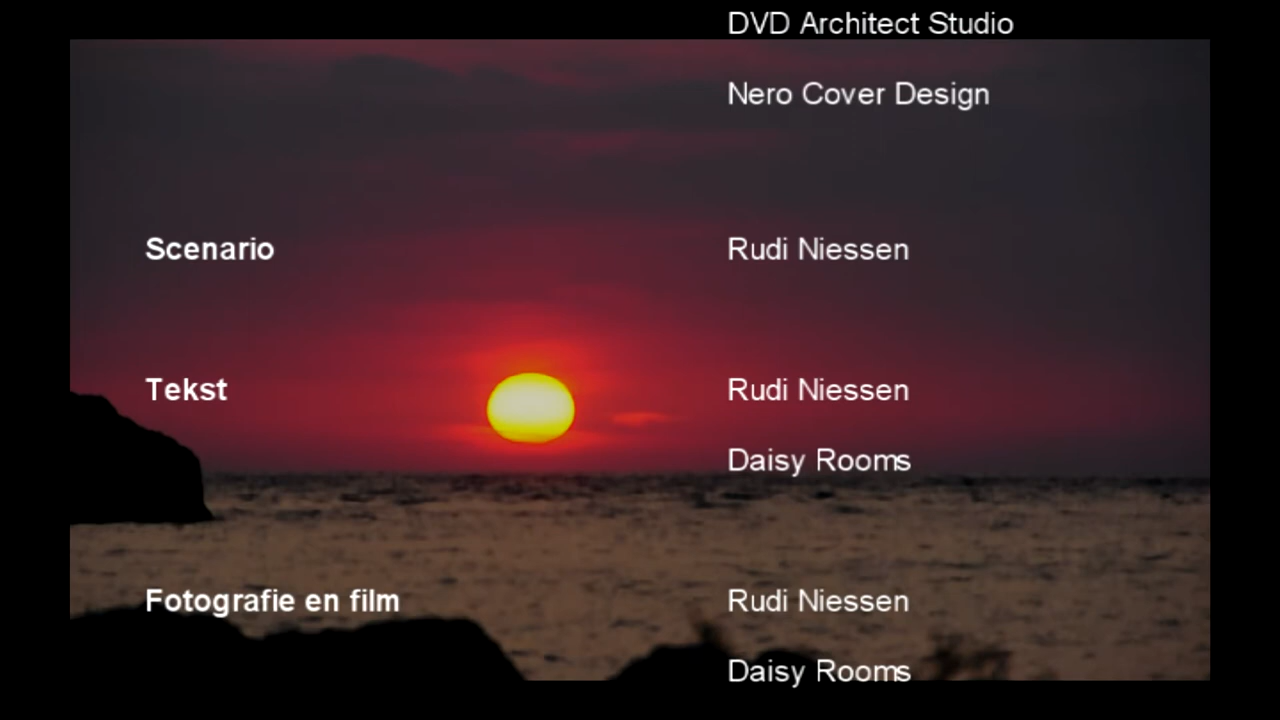 DVD Architect Studio
Nero Cover Design
Scenario Rudi Niessen
Tekst Rudi Niessen
Daisy Rooms
Fotografie en film Rudi Niessen
Daisy Rooms